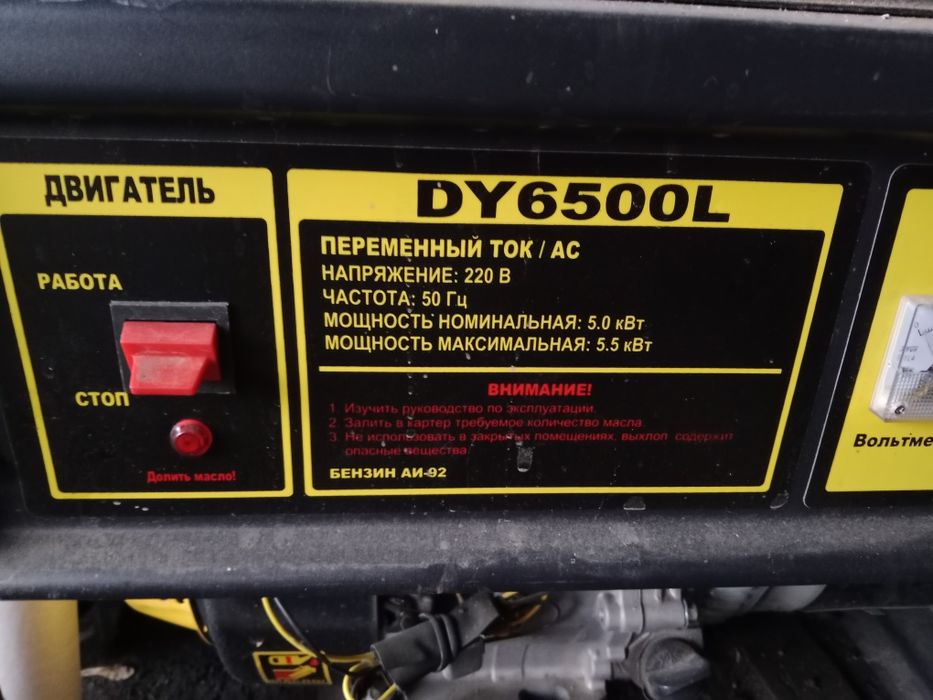 ДВИГАТЕЛЬ
РАБОТА
СТОП
Долить масло!
DY6500L
ПЕРЕМЕННЫЙ ТОК / AC
НАПРЯЖЕНИЕ: 220 В
ЧАСТОТА: 50 Гц
МОЩНОСТЬ НОМИНАЛЬНАЯ: 5.0 кВт
МОЩНОСТЬ МАКСИМАЛЬНАЯ: 5.5 кВт
ВНИМАНИЕ!
1. Изучить руководство по эксплуатации.
2. Залить в картер требуемое количество масла
3. Не использовать в закрытых помещениях, выхлоп содержит
опасные вещества
БЕНЗИН АИ-92
Вольтме